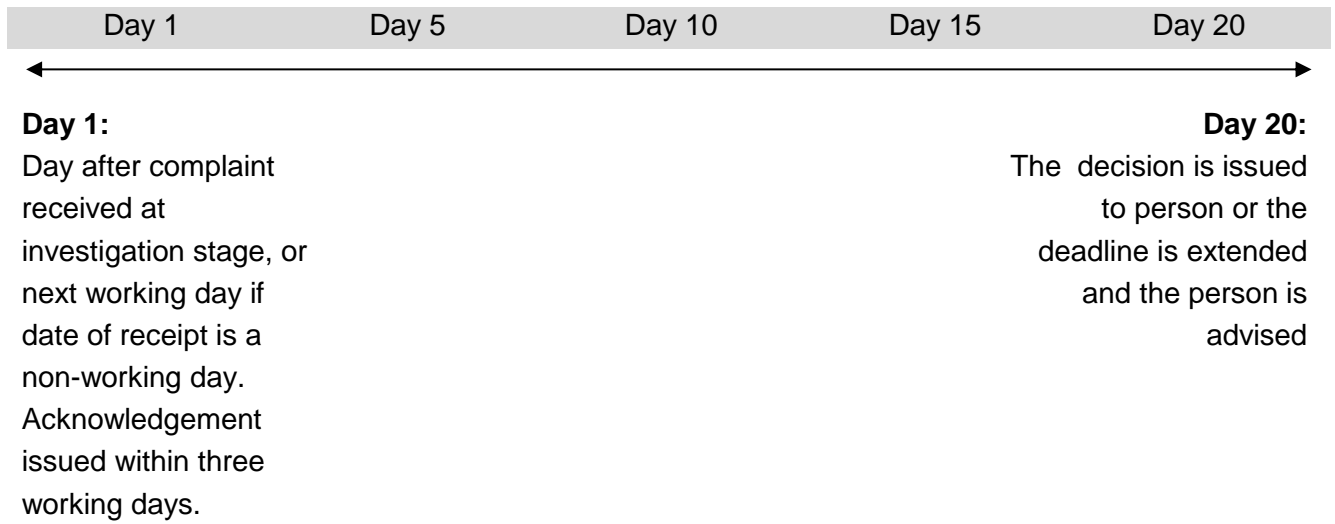 Day 1 Day 5 Day 10 Day 15 Day 20
Day 1:
Day after complaint
received at
investigation stage, or
next working day if
date of receipt is a
non-working day.
Acknowledgement
issued within three
working days.
Day 20:
The decision is issued
to person or the
deadline is extended
and the person is
advised